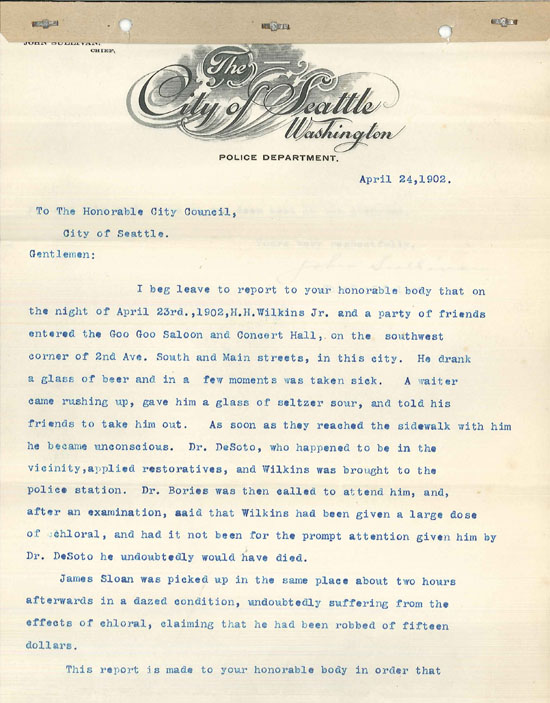 JOHN SULLIVAN,
CHIEF,
The
City of Seattle
Washington
POLICE DEPARTMENT.
April 24,1902.
To The Honorable City Council,
City of Seattle.
Gentlemen:
I beg leave to report to your honorable body that on
the night of April 23rd.,1902,H.H.Wilkins Jr. and a party of friends
entered the Goo Goo Saloon and Concert Hall, on the southwest
corner of 2nd Ave. South and Main streets, in this city. He drank
a glass of beer and in a few moments was taken sick. A waiter
came rushing up, gave him a glass of seltzer sour, and told his
friends to take him out. As soon as they reached the sidewalk with him
he became unconscious. Dr. DeSoto, who happened to be in the
vicinity,applied restoratives, and Wilkins was brought to the
police station. Dr. Bories was then called to attend him, and,
after an examination, said that Wilkins had been given a large dose
of chloral, and had it not been for the prompt attention given him by
Dr. DeSoto he undoubtedly would have died.
James Sloan was picked up in the same place about two hours
afterwards in a dazed condition, undoubtedly suffering from the
effects of chloral, claiming that he had been robbed of fifteen
dollars.
This report is made to your honorable body in order that